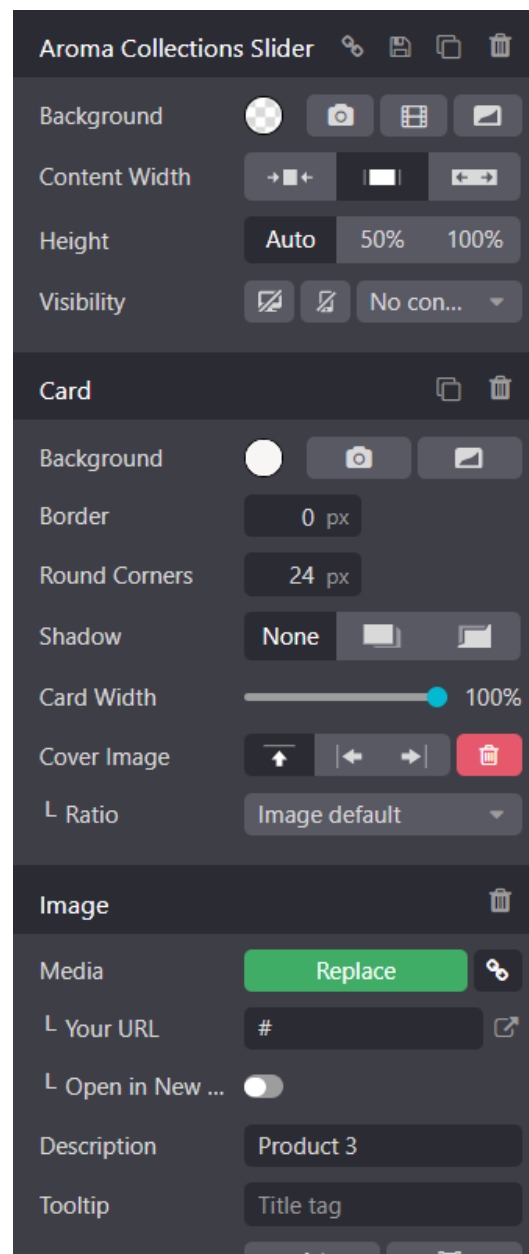 Aroma Collections Slider
Background
Content Width
Height Auto 50% 100%
Visibility No con...
Card
Background
Border 0 px
Round Corners 24 px
Shadow None
Card Width 100%
Cover Image
└ Ratio Image default
Image
Media Replace
└ Your URL #
└ Open in New ...
Description Product 3
Tooltip Title tag